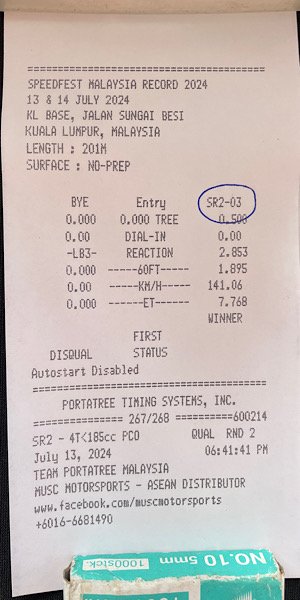 ================================================
SPEEDFEST MALAYSIA RECORD 2024
13 & 14 JULY 2024
KL BASE, JALAN SUNGAI BESI
KUALA LUMPUR, MALAYSIA
LENGTH : 201M
SURFACE : NO-PREP
BYE Entry SR2-03
0.000 0.000 TREE 0.500
0.00 DIAL-IN 0.00
-LB3- REACTION 2.853
0.000 -----60FT------ 1.895
0.00 -----KM/H------ 141.06
0.000 ------ET------- 7.768
WINNER
FIRST
DISQUAL STATUS
Autostart Disabled
================================================
PORTATREE TIMING SYSTEMS, INC.
================ 267/268 ==========600214
SR2 - 4T<185cc PCO QUAL RND 2
July 13, 2024 06:41:41 PM
TEAM PORTATREE MALAYSIA
MUSC MOTORSPORTS - ASEAN DISTRIBUTOR
www.facebook.com/muscmotorsports
+6016-6681490
NO.10 5mm
1000stck.